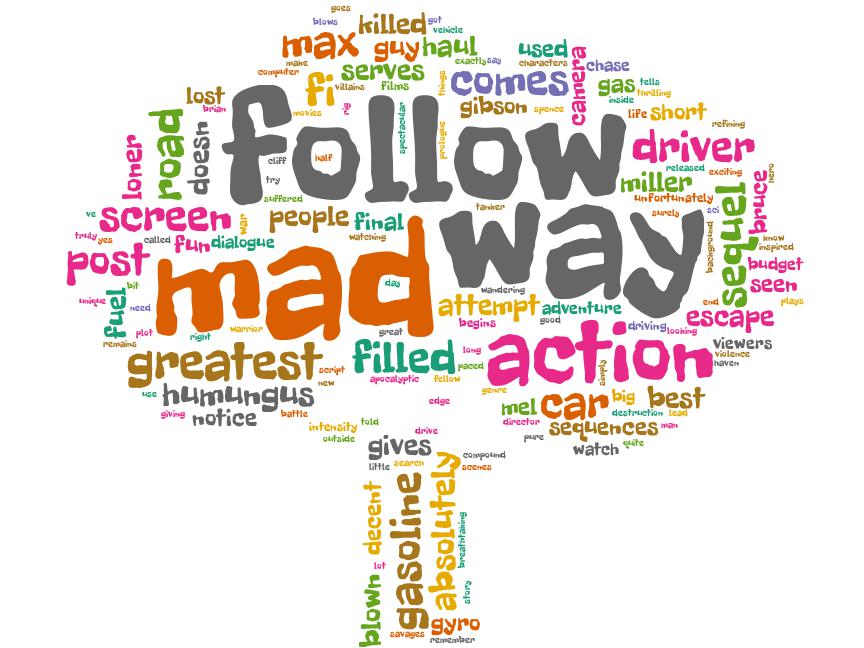 goes
blows
killed
got
vehicle
max
guy
haul
make
exactly
say
used
characters
camera
chase
computer
fi
villains
serves
films
things
comes
gas
tells
inside
thrilling
lost
brian
movies
rig
follow
spectacular
prologue
gibson
spence
life
short
refining
road
doesn
loner
cliff
half
try
suffered
driver
released
exciting
miller
unfortunately
bruce
hero
ve
screen
war
people
final
tanker
surely
sci
sequel
truly
yes
called
fun
dialogue
watching
way
background
know
inspired
post
mad
day
wandering
budget
seen
bit
unique
fuel
need
attempt
adventure
end
plays
escape
plot
right
warrior
great
begins
good
driving
looking
remains
greatest
filled
long
paced
action
viewers
violence
haven
script
new
apocalyptic
fellow
genre
simply
use
humungus
giving
notice
battle
edge
mel
car
big
best
director
destruction
lead
intensity
told
outside
drive
pure
sequences
man
quite
watch
gives
little
search
compound
scenes
decent
gasoline
absolutely
breathtaking
lot
blown
story
savages
gyro
remember